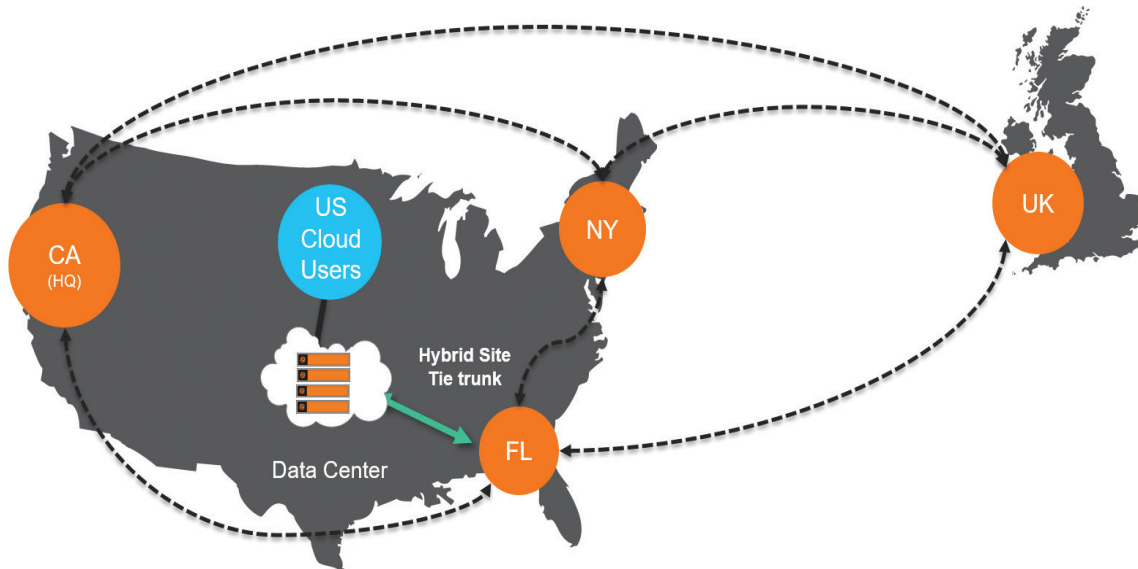 US
Cloud
Users
NY
UK
CA
(HQ)
Hybrid Site
Tie trunk
FL
Data Center